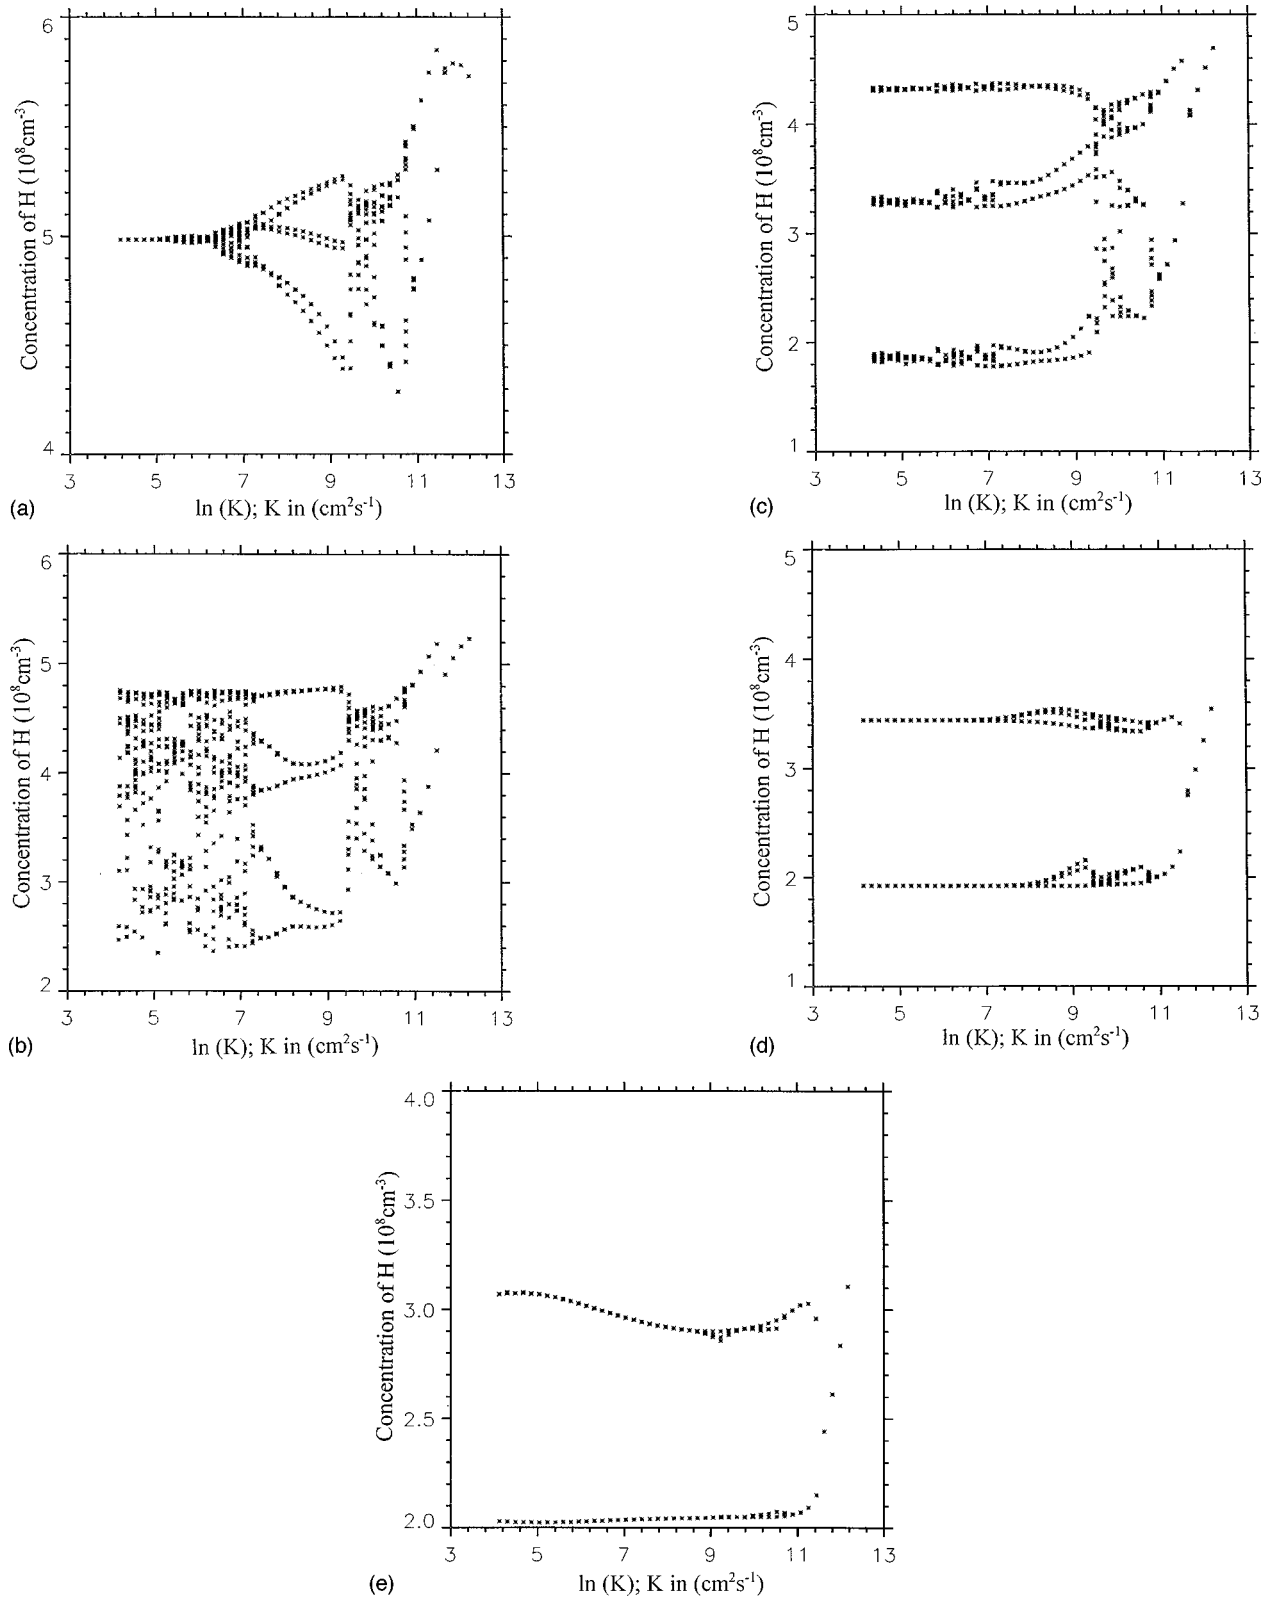 6
5
4
Concentration of H (10⁸cm⁻³)
3 5 7 9 11 13
ln (K); K in (cm²s⁻¹)
(a)
5
4
3
2
1
Concentration of H (10⁸cm⁻³)
3 5 7 9 11 13
ln (K); K in (cm²s⁻¹)
(c)
6
5
4
3
2
Concentration of H (10⁸cm⁻³)
3 5 7 9 11 13
ln (K); K in (cm²s⁻¹)
(b)
5
4
3
2
1
Concentration of H (10⁸cm⁻³)
3 5 7 9 11 13
ln (K); K in (cm²s⁻¹)
(d)
4.0
3.5
3.0
2.5
2.0
Concentration of H (10⁸cm⁻³)
3 5 7 9 11 13
ln (K); K in (cm²s⁻¹)
(e)